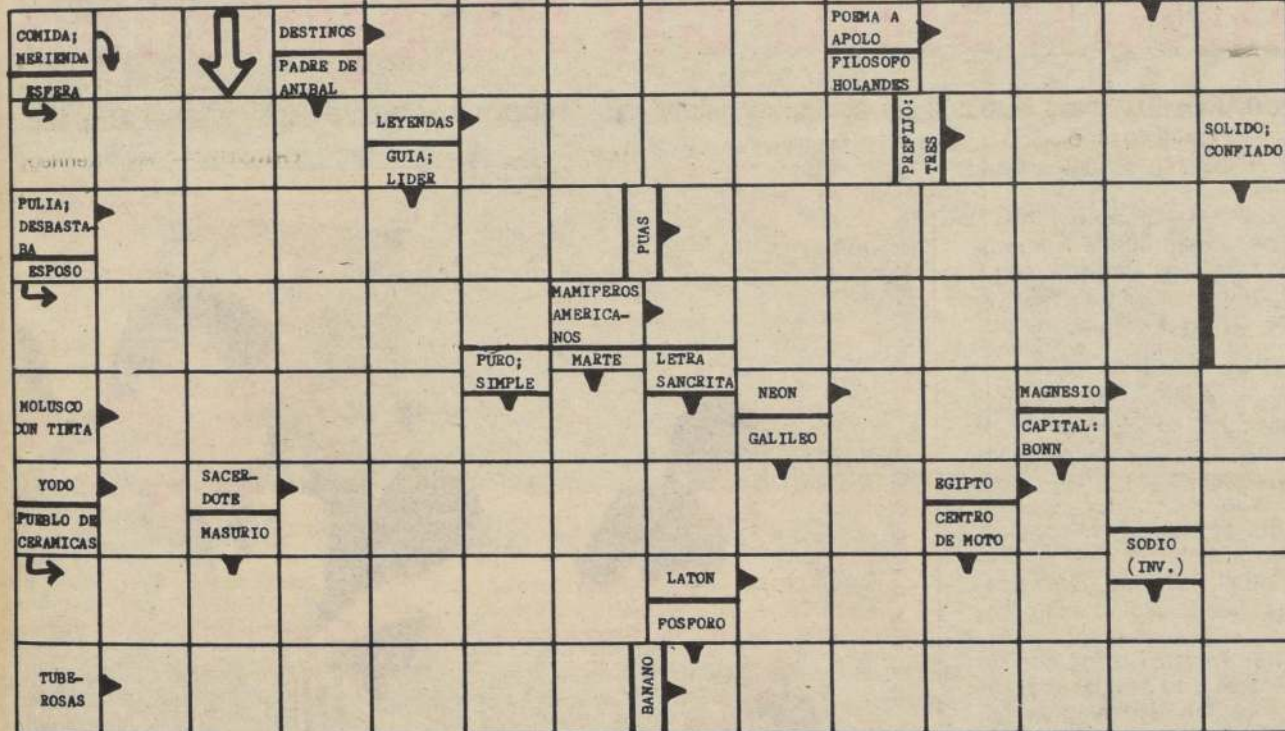 COMIDA;
MERIENDA
ESFERA
DESTINOS
PADRE DE
ANIBAL
POEMA A
APOLO
FILOSOFO
HOLANDES
LEYENDAS
GUIA;
LIDER
PREFIJO:
TRES
SOLIDO;
CONFIADO
PULIA;
DESBASTA-
BA
ESPOSO
PUAS
MAMIFEROS
AMERICA-
NOS
PURO;
SIMPLE
MARTE
LETRA
SANCRITA
MOLUSCO
CON TINTA
NEON
GALILEO
MAGNESIO
CAPITAL:
BONN
YODO
PUEBLO DE
CERAMICAS
SACER-
DOTE
MASURIO
EGIPTO
CENTRO
DE MOTO
SODIO
(INV.)
LATON
FOSFORO
TUBE-
ROSAS
BANANO